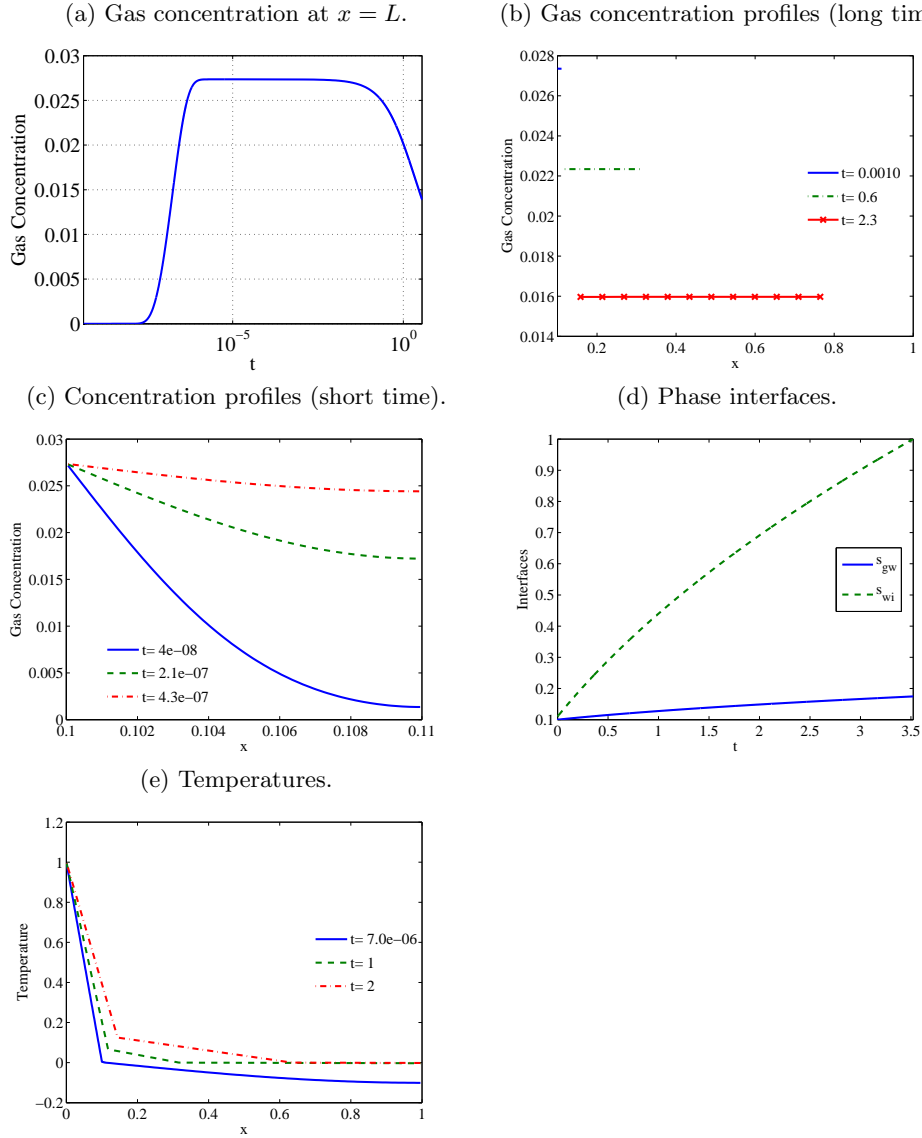 (a) Gas concentration at x = L.
0.03
0.025
0.02
0.015
0.01
0.005
0
Gas Concentration
10^-5
10^0
t
(b) Gas concentration profiles (long tim
0.028
0.026
0.024
0.022
0.02
0.018
0.016
0.014
Gas Concentration
t= 0.0010
t= 0.6
t= 2.3
0.2 0.4 0.6 0.8 1
x
(c) Concentration profiles (short time).
0.03
0.025
0.02
0.015
0.01
0.005
0
Gas Concentration
t= 4e−08
t= 2.1e−07
t= 4.3e−07
0.1 0.102 0.104 0.106 0.108 0.11
x
(d) Phase interfaces.
1
0.9
0.8
0.7
0.6
0.5
0.4
0.3
0.2
0.1
Interfaces
s_gw
s_wi
0 0.5 1 1.5 2 2.5 3 3.5
t
(e) Temperatures.
1.2
1
0.8
0.6
0.4
0.2
0
−0.2
Temperature
t= 7.0e−06
t= 1
t= 2
0 0.2 0.4 0.6 0.8 1
x